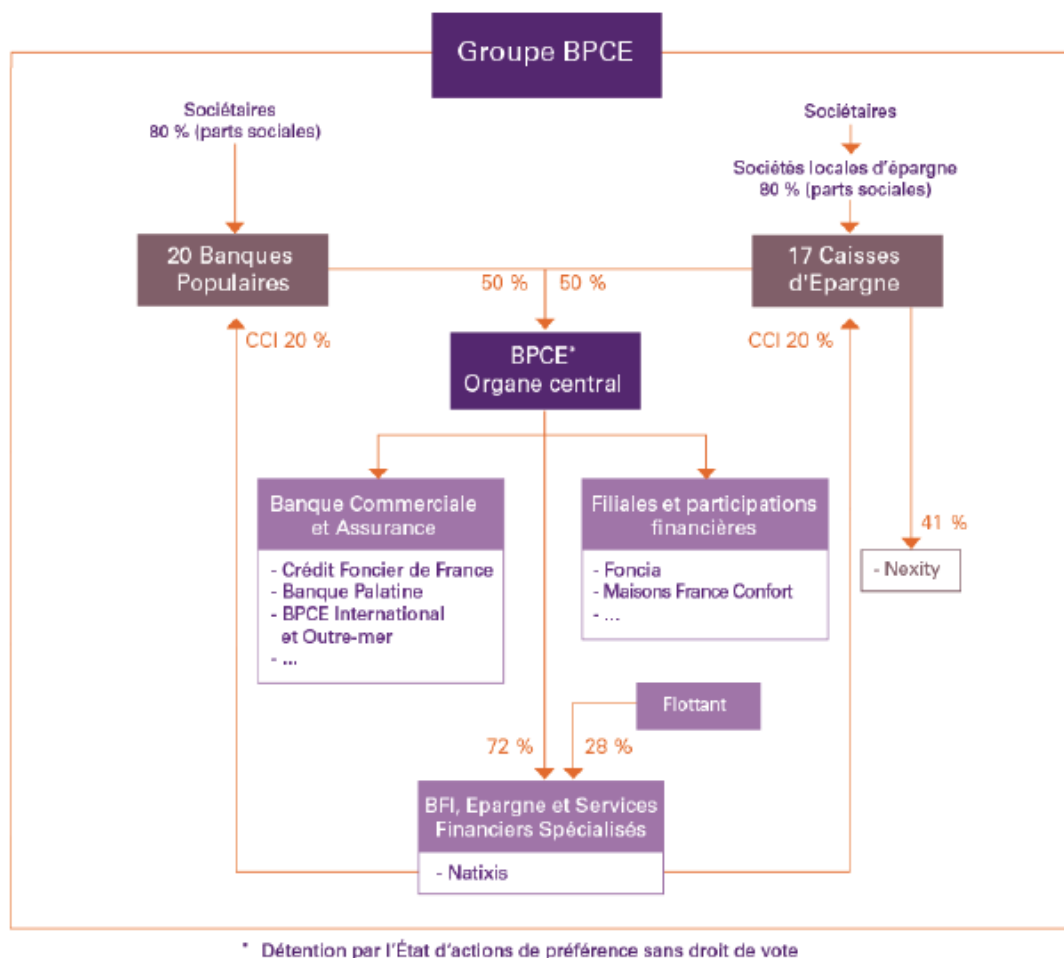 Groupe BPCE
Sociétaires
80 % (parts sociales)
Sociétaires
Sociétés locales d'épargne
80 % (parts sociales)
20 Banques
Populaires
17 Caisses
d'Epargne
50 %
50 %
CCI 20 %
CCI 20 %
BPCE*
Organe central
Banque Commerciale
et Assurance
- Crédit Foncier de France
- Banque Palatine
- BPCE International
et Outre-mer
- ...
Filiales et participations
financières
- Foncia
- Maisons France Confort
- ...
41 %
- Nexity
Flottant
72 %
28 %
BFI, Epargne et Services
Financiers Spécialisés
- Natixis
* Détention par l'État d'actions de préférence sans droit de vote